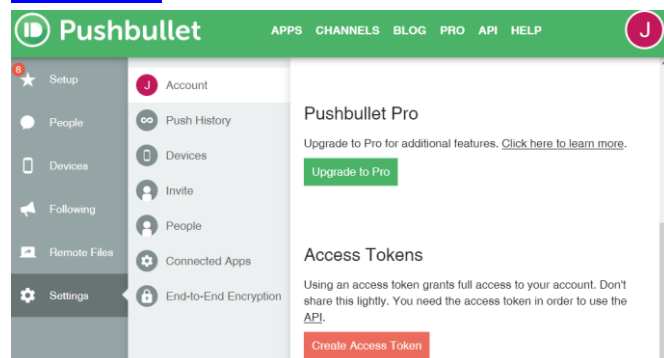 Pushbullet
APPS CHANNELS BLOG PRO API HELP
J
8
Setup
People
Devices
Following
Remote Files
Settings
J Account
Push History
Devices
Invite
People
Connected Apps
End-to-End Encryption
Pushbullet Pro
Upgrade to Pro for additional features. Click here to learn more.
Upgrade to Pro
Access Tokens
Using an access token grants full access to your account. Don't
share this lightly. You need the access token in order to use the
API.
Create Access Token